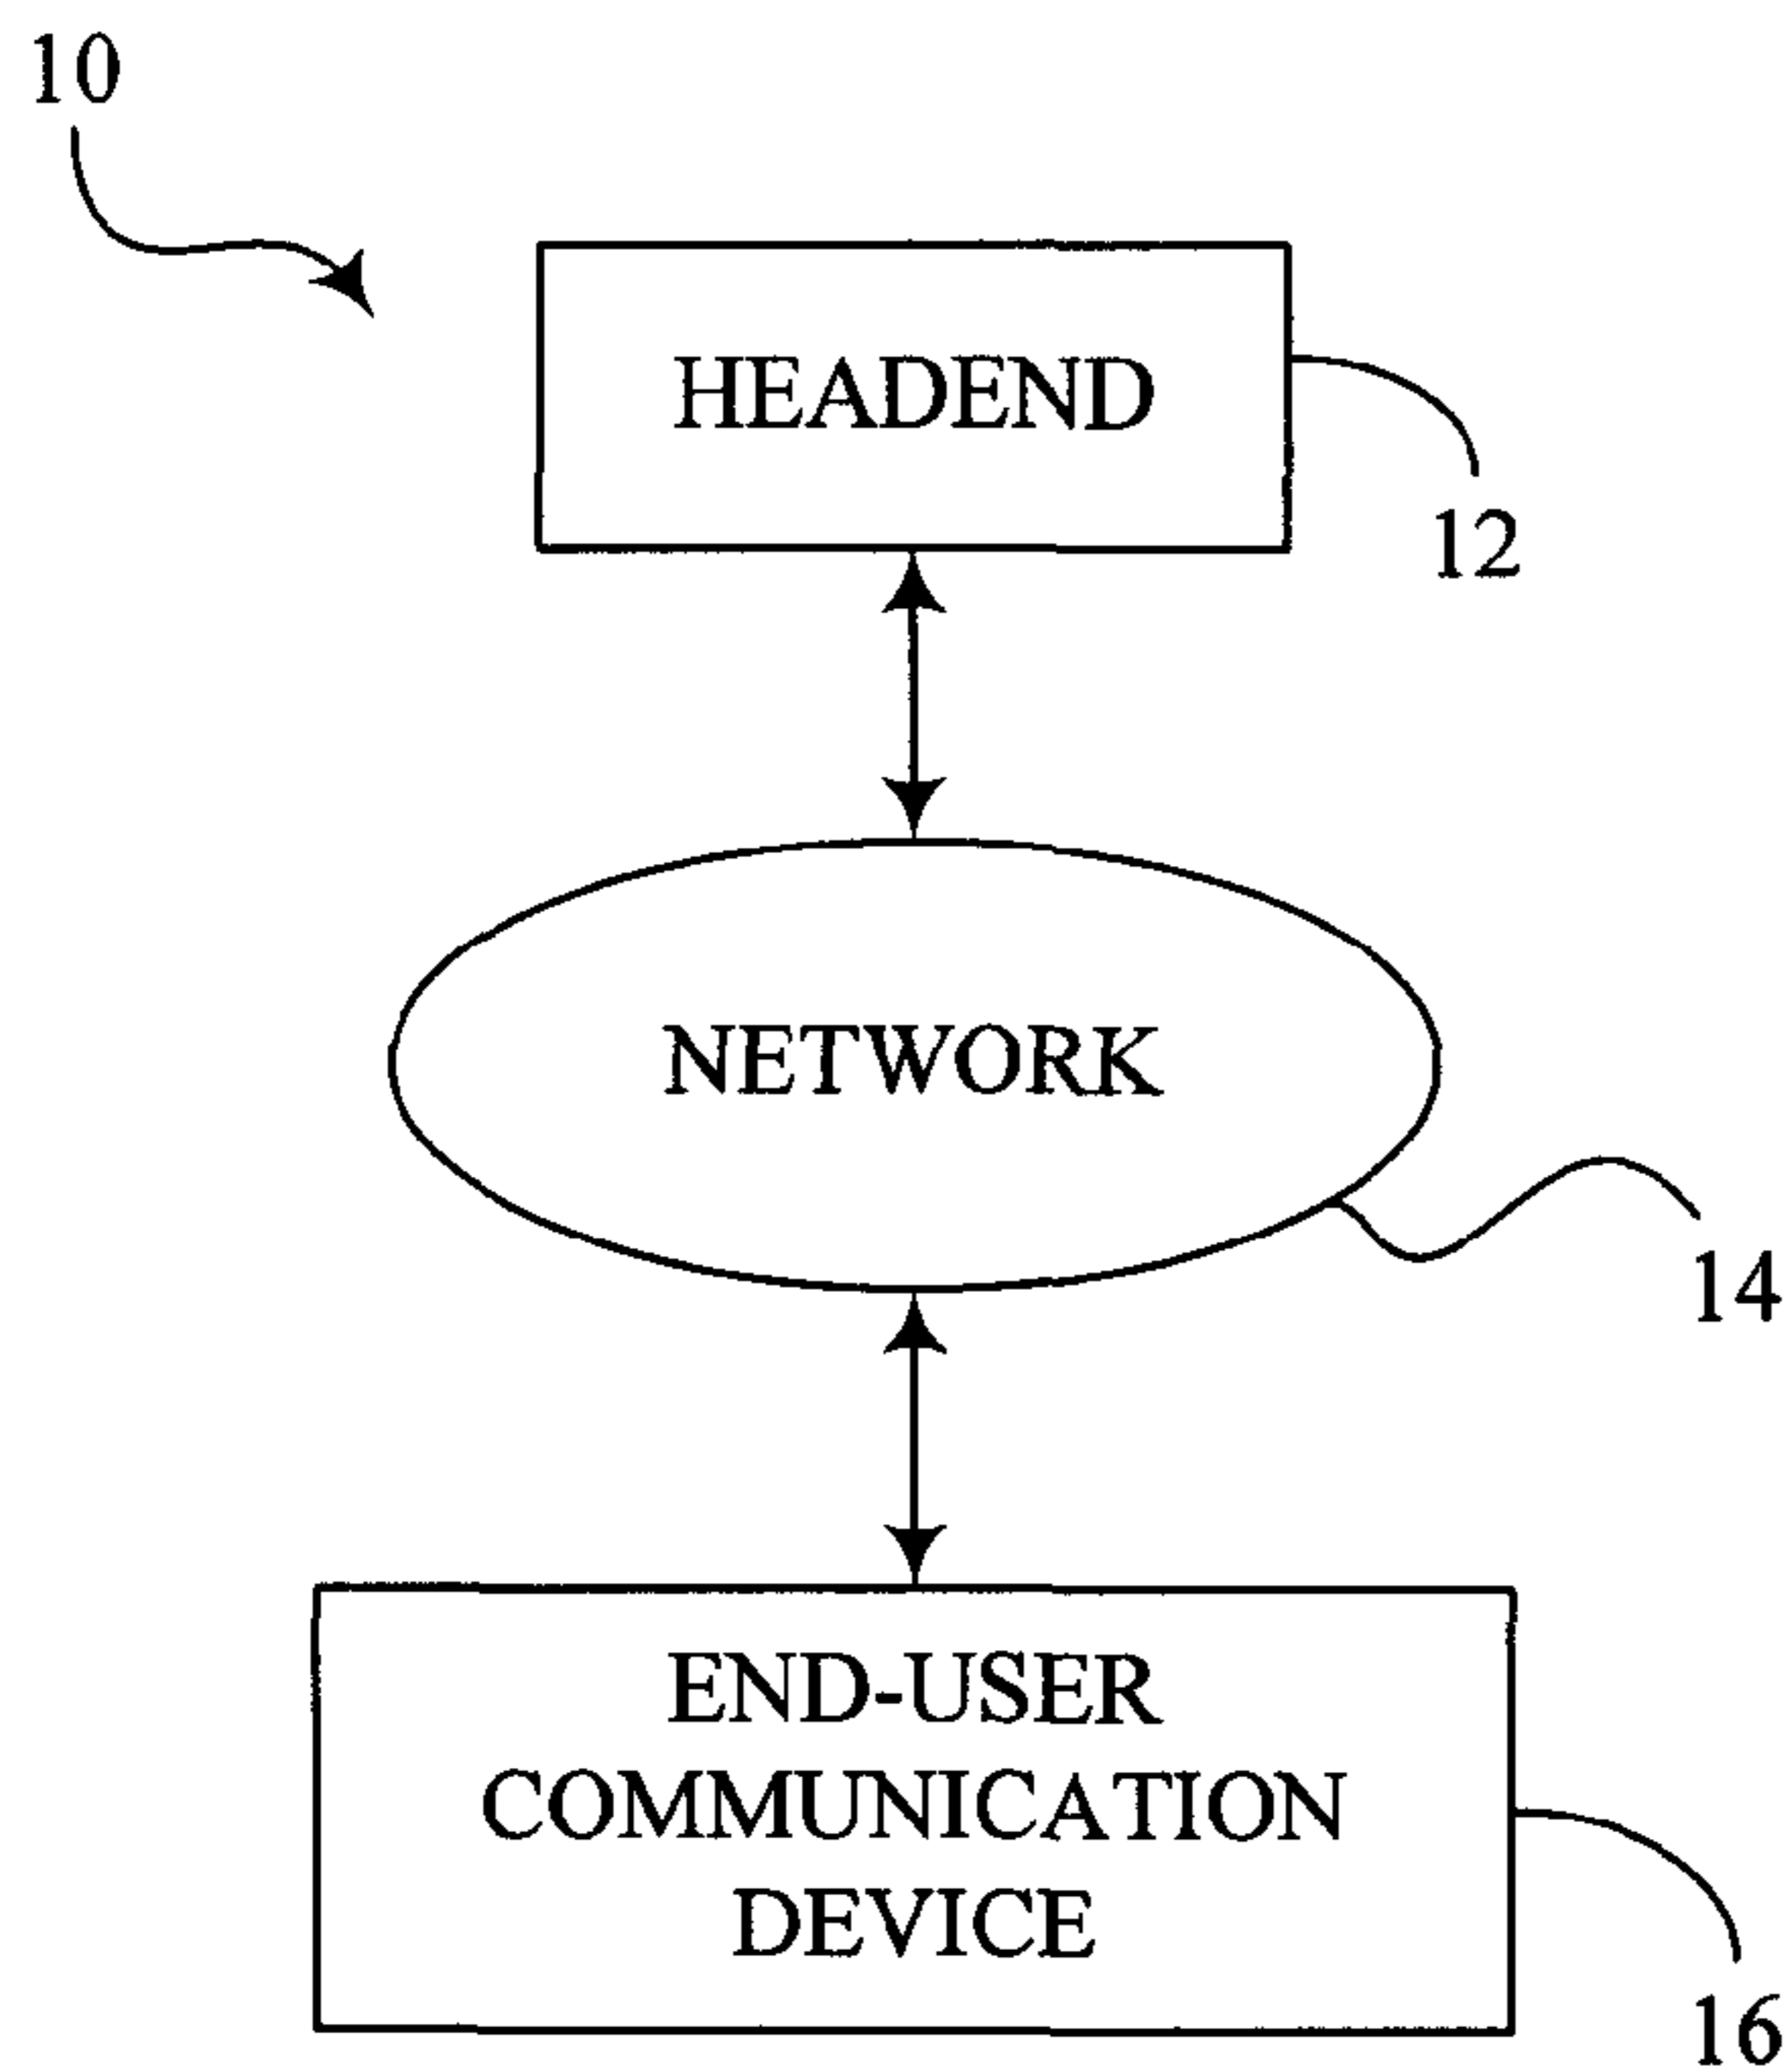 10
HEADEND
12
NETWORK
14
END-USER
COMMUNICATION
DEVICE
16